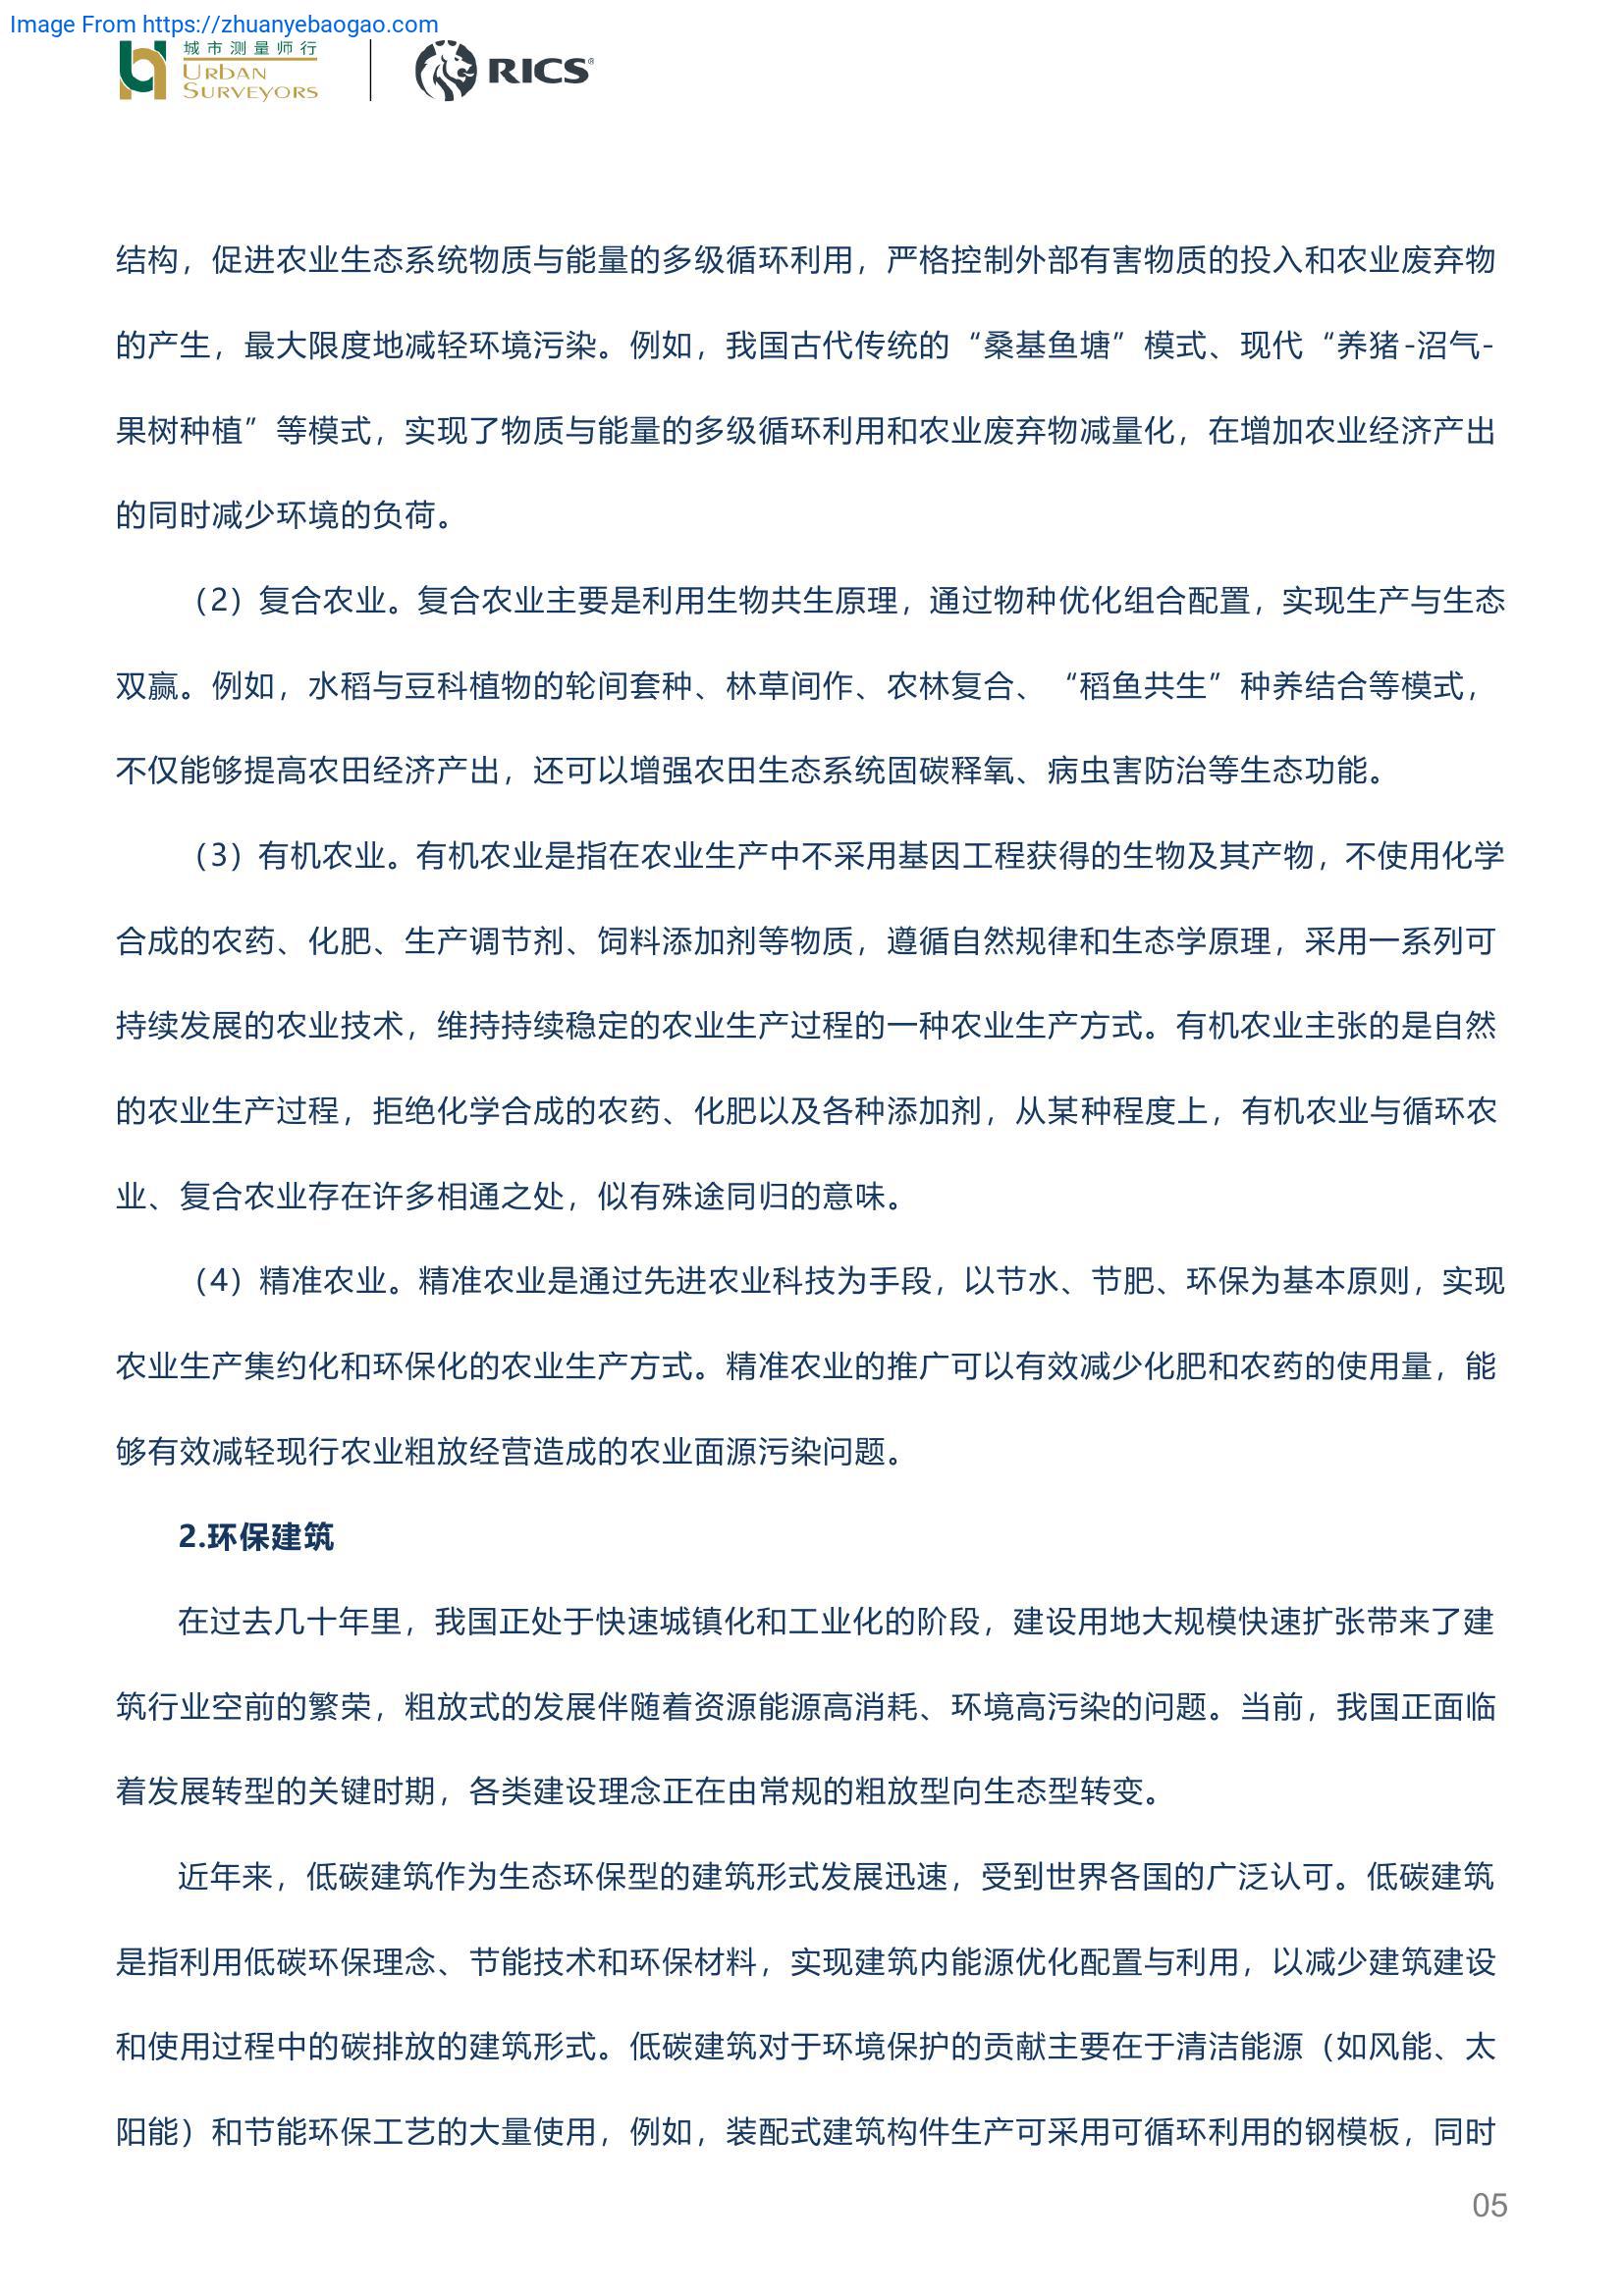 Image From https://zhuanyebaogao.com
城市测量师行
URBAN
SURVEYORS
RICS®
结构，促进农业生态系统物质与能量的多级循环利用，严格控制外部有害物质的投入和农业废弃物
的产生，最大限度地减轻环境污染。例如，我国古代传统的“桑基鱼塘”模式、现代“养猪-沼气-
果树种植”等模式，实现了物质与能量的多级循环利用和农业废弃物减量化，在增加农业经济产出
的同时减少环境的负荷。
（2）复合农业。复合农业主要是利用生物共生原理，通过物种优化组合配置，实现生产与生态
双赢。例如，水稻与豆科植物的轮间套种、林草间作、农林复合、“稻鱼共生”种养结合等模式，
不仅能够提高农田经济产出，还可以增强农田生态系统固碳释氧、病虫害防治等生态功能。
（3）有机农业。有机农业是指在农业生产中不采用基因工程获得的生物及其产物，不使用化学
合成的农药、化肥、生产调节剂、饲料添加剂等物质，遵循自然规律和生态学原理，采用一系列可
持续发展的农业技术，维持持续稳定的农业生产过程的一种农业生产方式。有机农业主张的是自然
的农业生产过程，拒绝化学合成的农药、化肥以及各种添加剂，从某种程度上，有机农业与循环农
业、复合农业存在许多相通之处，似有殊途同归的意味。
（4）精准农业。精准农业是通过先进农业科技为手段，以节水、节肥、环保为基本原则，实现
农业生产集约化和环保化的农业生产方式。精准农业的推广可以有效减少化肥和农药的使用量，能
够有效减轻现行农业粗放经营造成的农业面源污染问题。
2.环保建筑
在过去几十年里，我国正处于快速城镇化和工业化的阶段，建设用地大规模快速扩张带来了建
筑行业空前的繁荣，粗放式的发展伴随着资源能源高消耗、环境高污染的问题。当前，我国正面临
着发展转型的关键时期，各类建设理念正在由常规的粗放型向生态型转变。
近年来，低碳建筑作为生态环保型的建筑形式发展迅速，受到世界各国的广泛认可。低碳建筑
是指利用低碳环保理念、节能技术和环保材料，实现建筑内能源优化配置与利用，以减少建筑建设
和使用过程中的碳排放的建筑形式。低碳建筑对于环境保护的贡献主要在于清洁能源（如风能、太
阳能）和节能环保工艺的大量使用，例如，装配式建筑构件生产可采用可循环利用的钢模板，同时
05